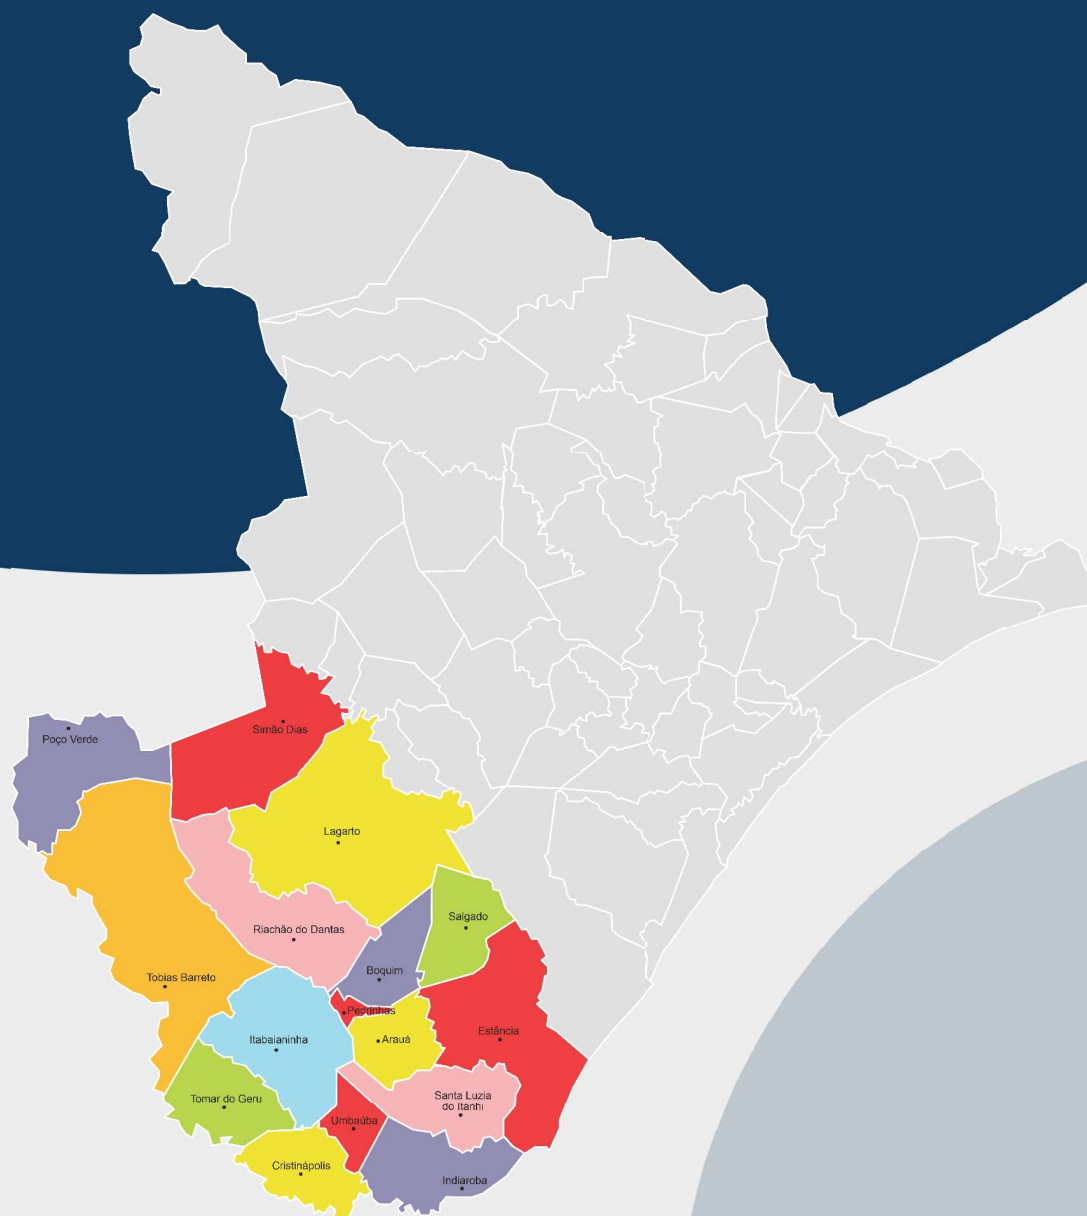 Simão Dias
Poço Verde
Lagarto
Salgado
Riachão do Dantas
Boquim
Tobias Barreto
Pedrinhas
Estância
Itabaianinha
Arauá
Tomar do Geru
Santa Luzia
do Itanhi
Umbaúba
Cristinápolis
Indiaroba